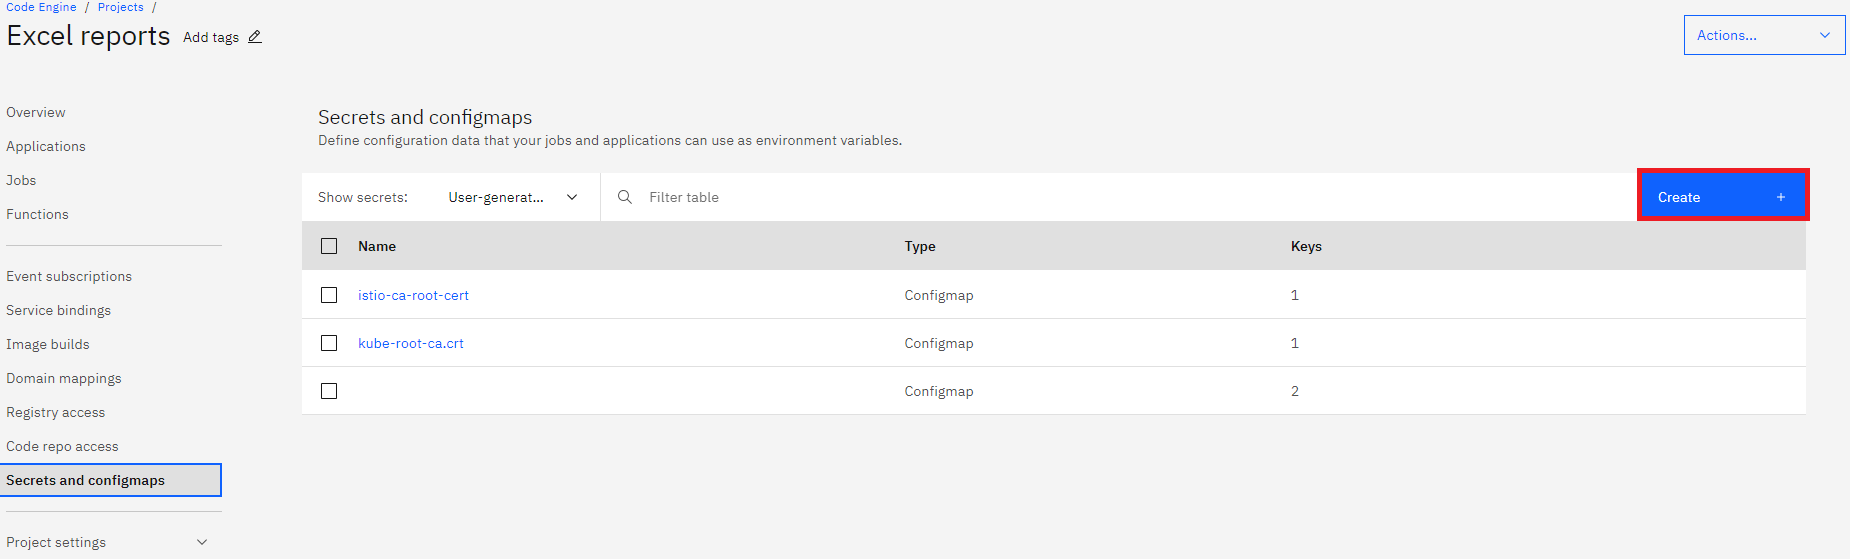 Code Engine / Projects /
Excel reports Add tags
Actions...
Overview
Applications
Jobs
Functions
Event subscriptions
Service bindings
Image builds
Domain mappings
Registry access
Code repo access
Secrets and configmaps
Project settings
Secrets and configmaps
Define configuration data that your jobs and applications can use as environment variables.
Show secrets: User-generat... Filter table Create +
Name Type Keys
istio-ca-root-cert Configmap 1
kube-root-ca.crt Configmap 1
Configmap 2